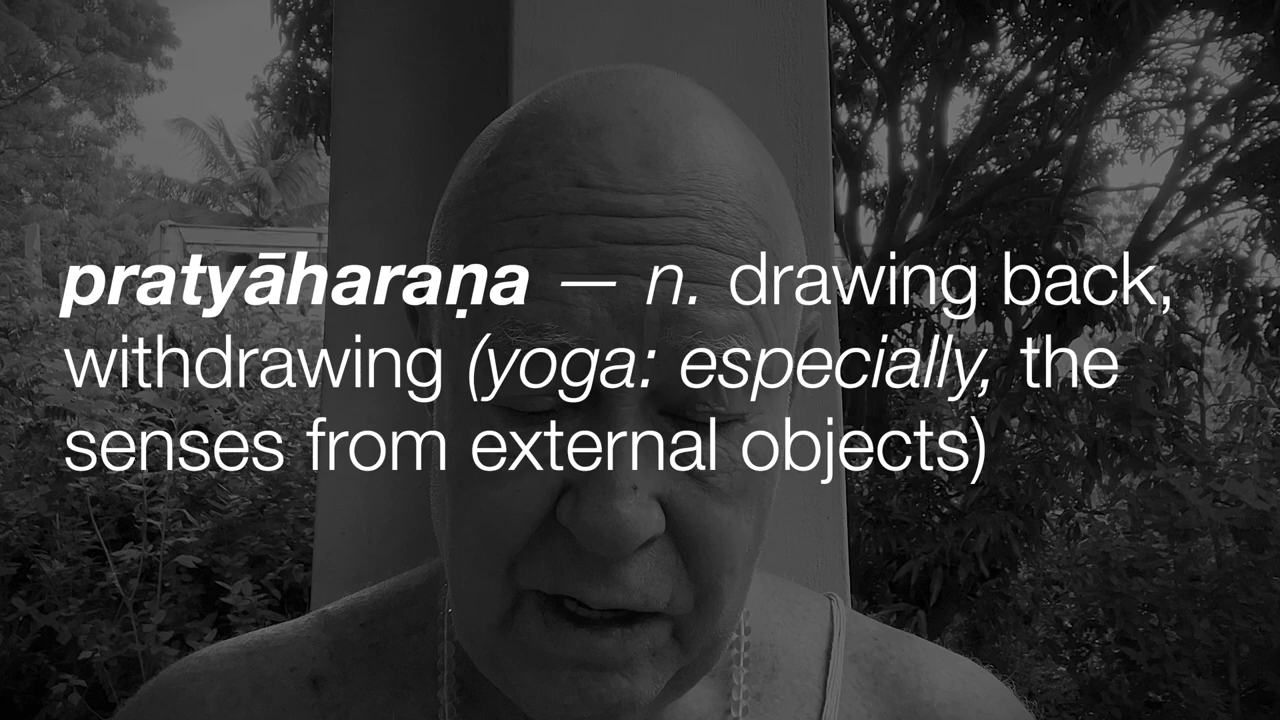 pratyāharaṇa — n. drawing back,
withdrawing (yoga: especially, the
senses from external objects)